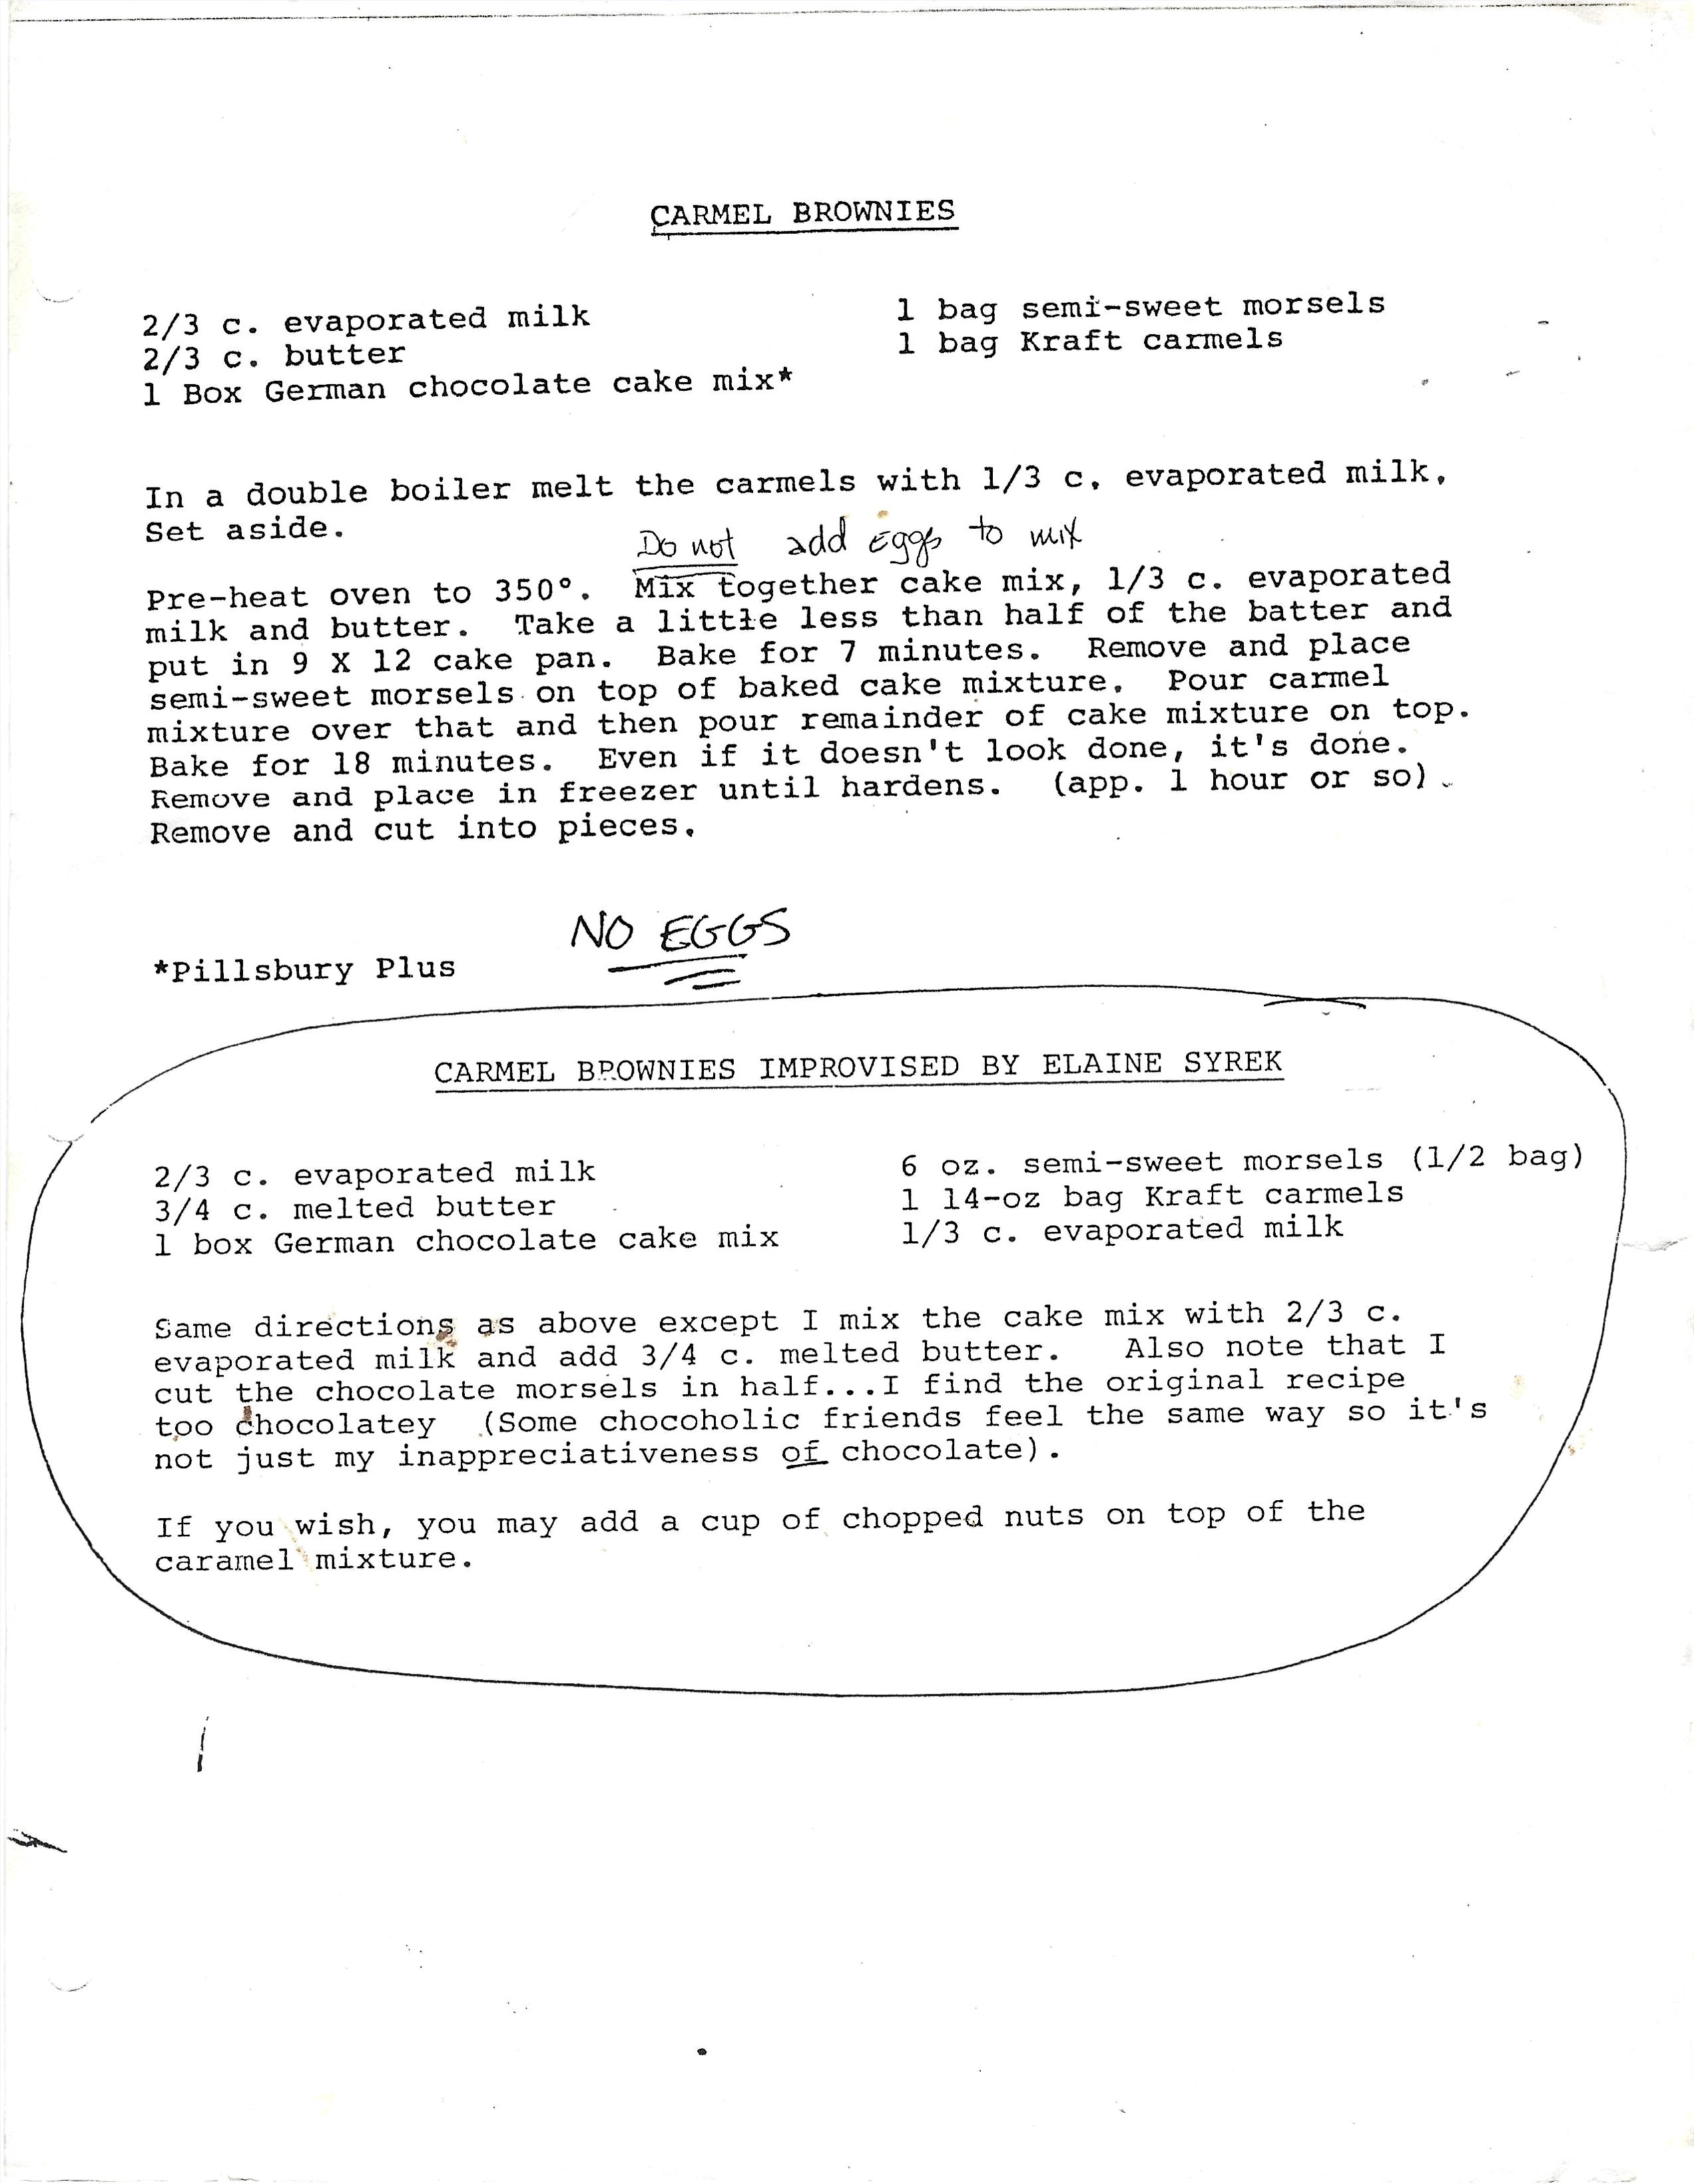 CARMEL BROWNIES
2/3 c. evaporated milk
2/3 c. butter
1 Box German chocolate cake mix*
1 bag semi-sweet morsels
1 bag Kraft carmels
In a double boiler melt the carmels with 1/3 c. evaporated milk.
Set aside.
Do not add eggs to mix
Pre-heat oven to 350°. Mix together cake mix, 1/3 c. evaporated
milk and butter. Take a little less than half of the batter and
put in 9 X 12 cake pan. Bake for 7 minutes. Remove and place
semi-sweet morsels on top of baked cake mixture. Pour carmel
mixture over that and then pour remainder of cake mixture on top.
Bake for 18 minutes. Even if it doesn't look done, it's done.
Remove and place in freezer until hardens. (app. 1 hour or so).
Remove and cut into pieces.
NO EGGS
*Pillsbury Plus
CARMEL BROWNIES IMPROVISED BY ELAINE SYREK
2/3 c. evaporated milk
3/4 c. melted butter
1 box German chocolate cake mix
6 oz. semi-sweet morsels (1/2 bag)
1 14-oz bag Kraft carmels
1/3 c. evaporated milk
Same directions as above except I mix the cake mix with 2/3 c.
evaporated milk and add 3/4 c. melted butter. Also note that I
cut the chocolate morsels in half...I find the original recipe
too chocolatey (Some chocoholic friends feel the same way so it's
not just my inappreciativeness of chocolate).
If you wish, you may add a cup of chopped nuts on top of the
caramel mixture.